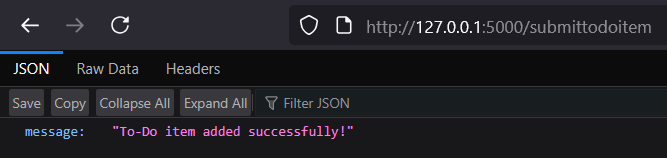 http://127.0.0.1:5000/submittodoitem
JSON Raw Data Headers
Save Copy Collapse All Expand All Filter JSON
message: "To-Do item added successfully!"